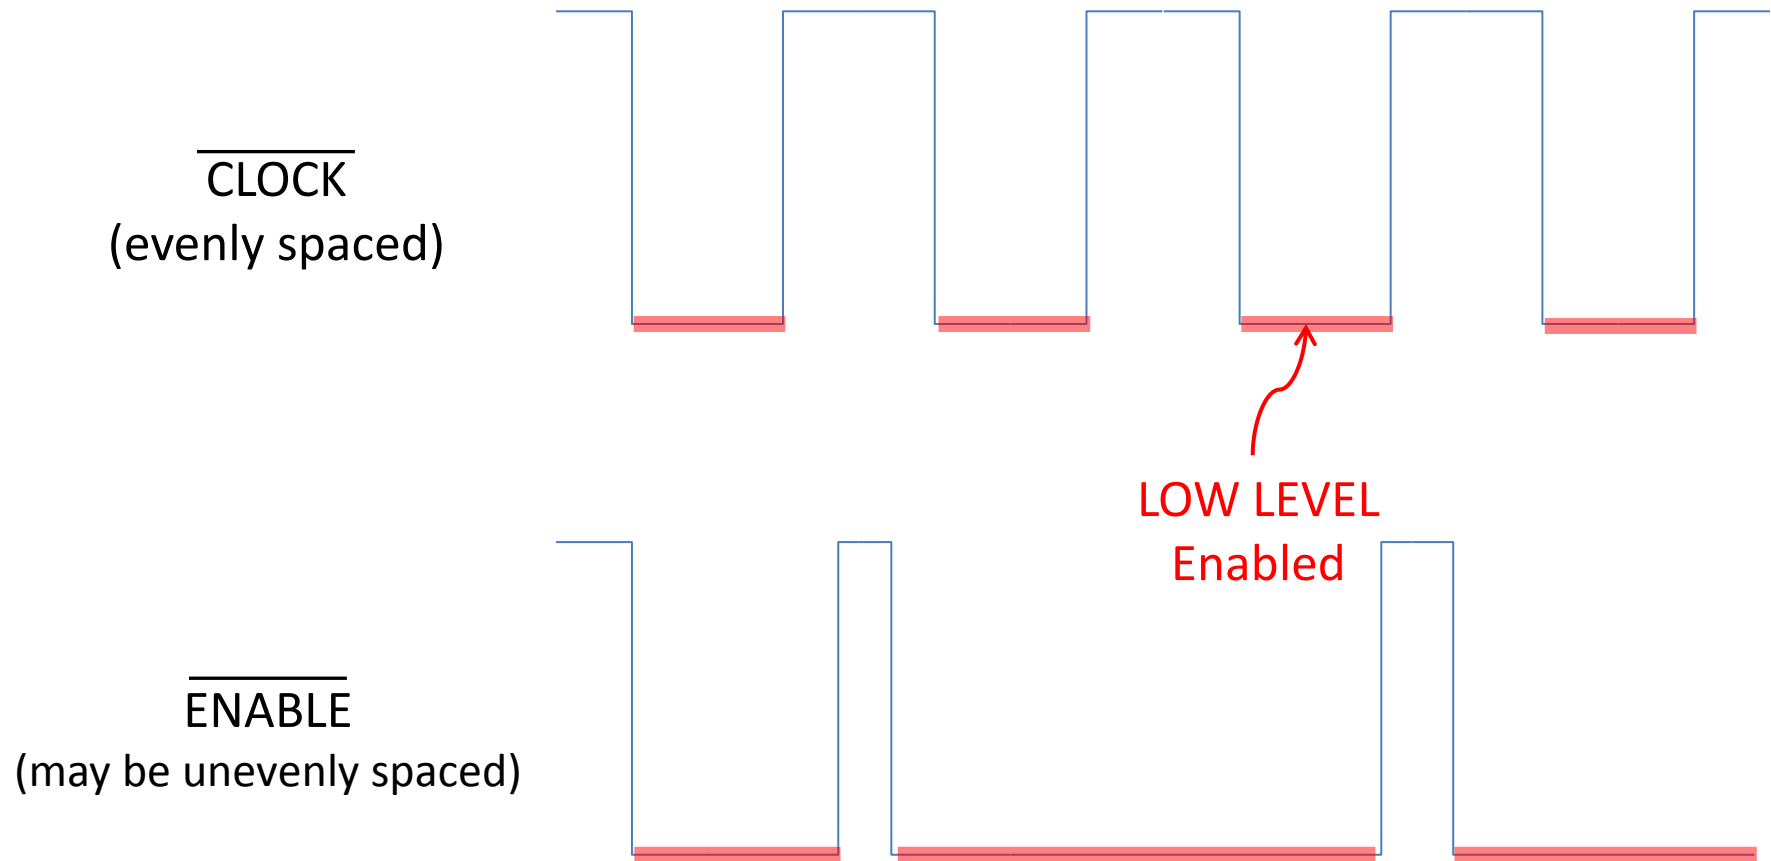 CLOCK
(evenly spaced)
LOW LEVEL
Enabled
ENABLE
(may be unevenly spaced)